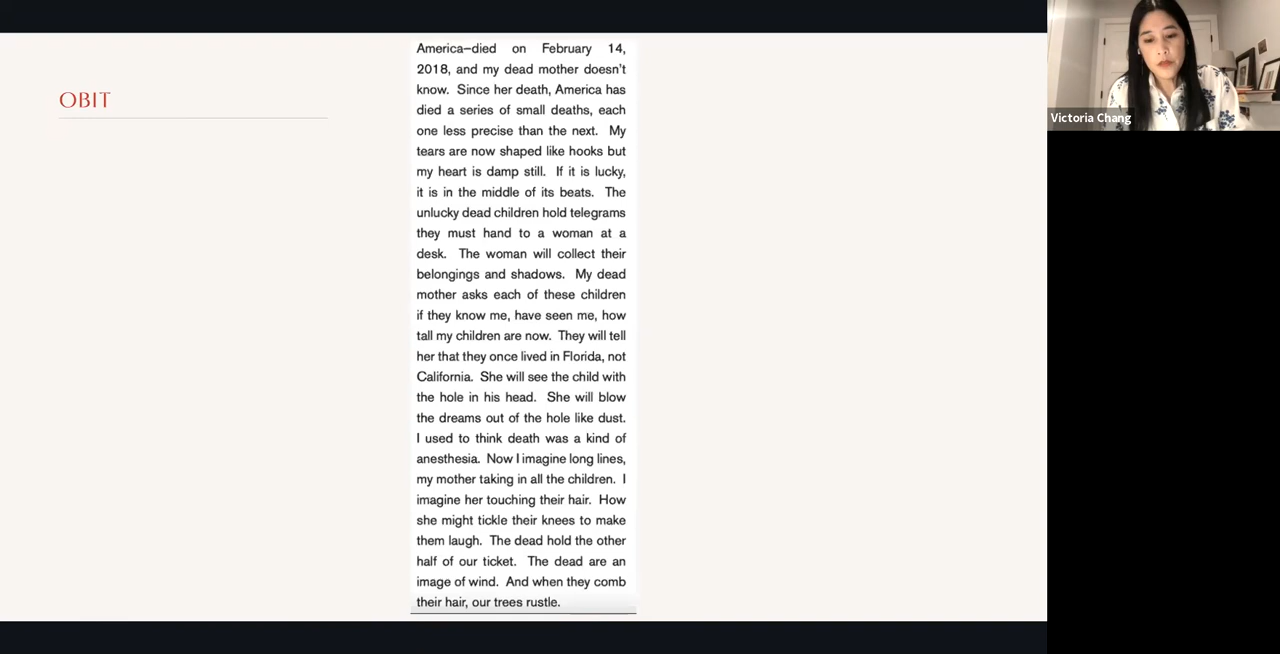 OBIT
America–died on February 14,
2018, and my dead mother doesn't
know. Since her death, America has
died a series of small deaths, each
one less precise than the next. My
tears are now shaped like hooks but
my heart is damp still. If it is lucky,
it is in the middle of its beats. The
unlucky dead children hold telegrams
they must hand to a woman at a
desk. The woman will collect their
belongings and shadows. My dead
mother asks each of these children
if they know me, have seen me, how
tall my children are now. They will tell
her that they once lived in Florida, not
California. She will see the child with
the hole in his head. She will blow
the dreams out of the hole like dust.
I used to think death was a kind of
anesthesia. Now I imagine long lines,
my mother taking in all the children. I
imagine her touching their hair. How
she might tickle their knees to make
them laugh. The dead hold the other
half of our ticket. The dead are an
image of wind. And when they comb
their hair, our trees rustle.
Victoria Chang